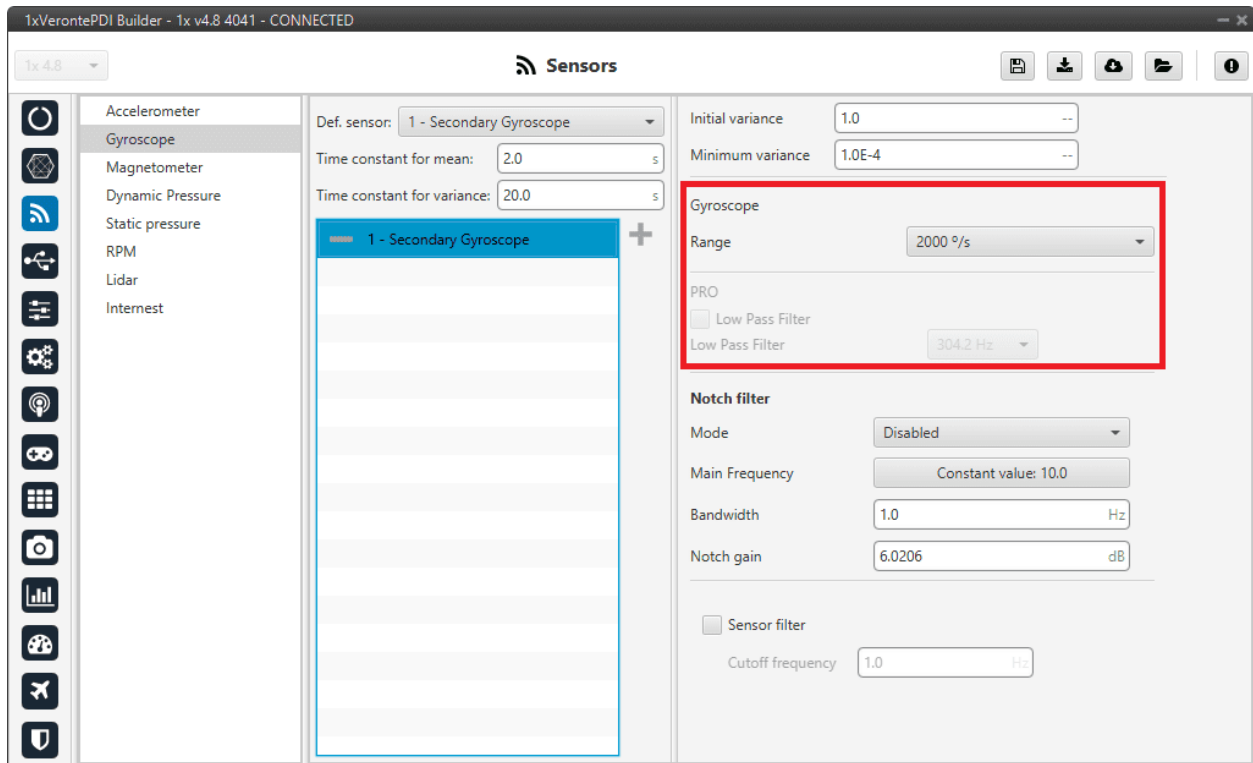 1xVerontePDI Builder - 1x v4.8 4041 - CONNECTED
1x 4.8
Sensors
Accelerometer
Gyroscope
Magnetometer
Dynamic Pressure
Static pressure
RPM
Lidar
Internest
Def. sensor: 1 - Secondary Gyroscope
Time constant for mean: 2.0 s
Time constant for variance: 20.0 s
1 - Secondary Gyroscope
Initial variance 1.0 --
Minimum variance 1.0E-4 --
Gyroscope
Range 2000 º/s
PRO
Low Pass Filter
Low Pass Filter 304.2 Hz
Notch filter
Mode Disabled
Main Frequency Constant value: 10.0
Bandwidth 1.0 Hz
Notch gain 6.0206 dB
Sensor filter
Cutoff frequency 1.0 Hz